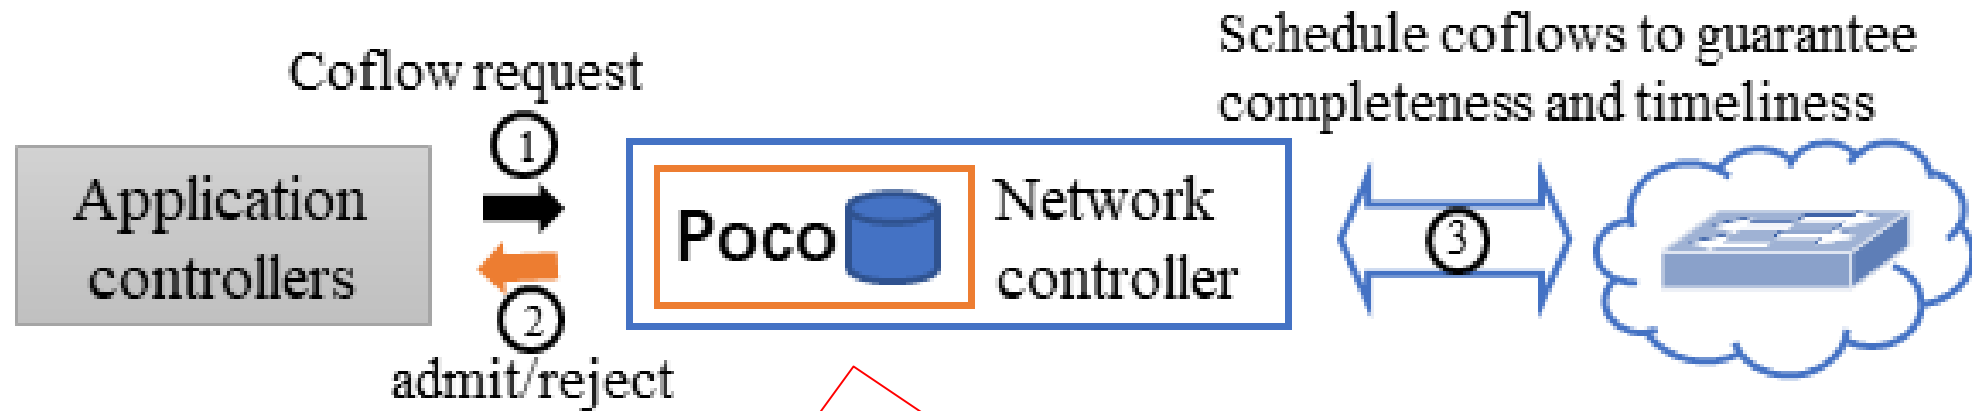 Coflow request
1
Application
controllers
2
admit/reject
Poco
Network
controller
Schedule coflows to guarantee
completeness and timeliness
3